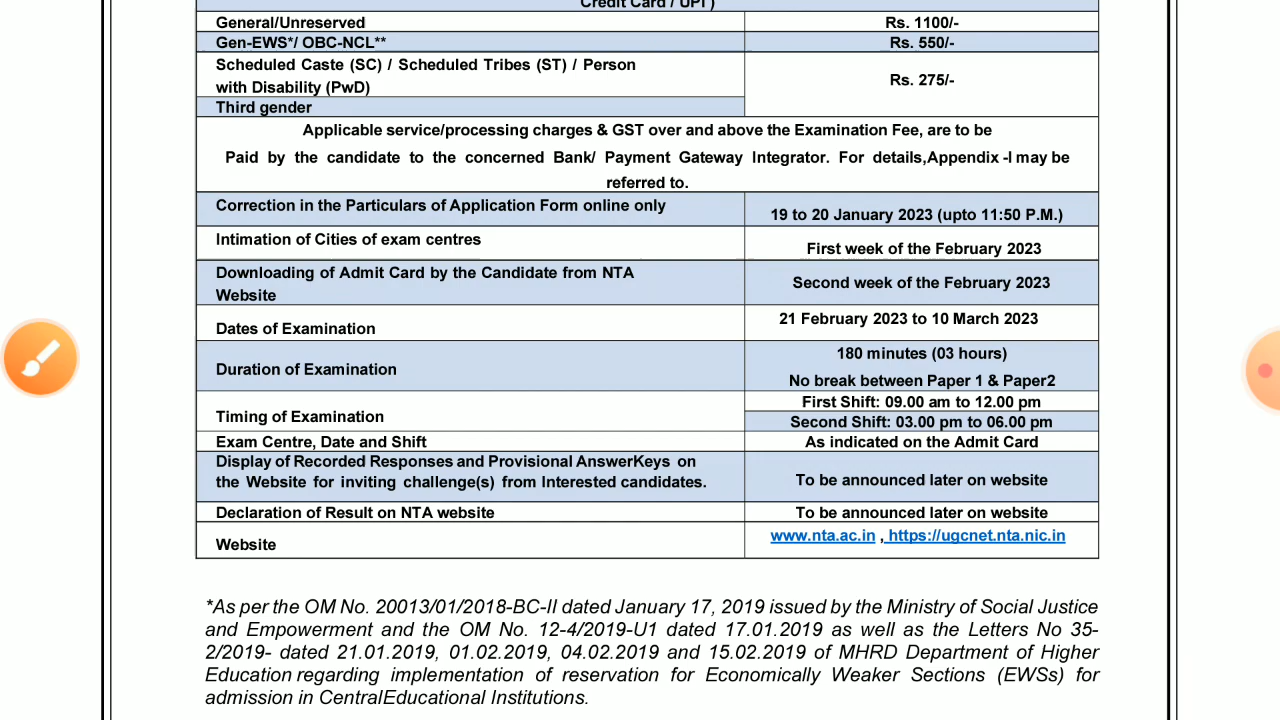 Credit Card / UPI )
General/Unreserved
Rs. 1100/-
Gen-EWS*/ OBC-NCL**
Rs. 550/-
Scheduled Caste (SC) / Scheduled Tribes (ST) / Person
with Disability (PwD)
Rs. 275/-
Third gender
Applicable service/processing charges & GST over and above the Examination Fee, are to be
Paid by the candidate to the concerned Bank/ Payment Gateway Integrator. For details,Appendix -I may be
referred to.
Correction in the Particulars of Application Form online only
19 to 20 January 2023 (upto 11:50 P.M.)
Intimation of Cities of exam centres
First week of the February 2023
Downloading of Admit Card by the Candidate from NTA
Website
Second week of the February 2023
Dates of Examination
21 February 2023 to 10 March 2023
Duration of Examination
180 minutes (03 hours)
No break between Paper 1 & Paper2
Timing of Examination
First Shift: 09.00 am to 12.00 pm
Second Shift: 03.00 pm to 06.00 pm
Exam Centre, Date and Shift
As indicated on the Admit Card
Display of Recorded Responses and Provisional AnswerKeys on
the Website for inviting challenge(s) from Interested candidates.
To be announced later on website
Declaration of Result on NTA website
To be announced later on website
Website
www.nta.ac.in , https://ugcnet.nta.nic.in
*As per the OM No. 20013/01/2018-BC-II dated January 17, 2019 issued by the Ministry of Social Justice
and Empowerment and the OM No. 12-4/2019-U1 dated 17.01.2019 as well as the Letters No 35-
2/2019- dated 21.01.2019, 01.02.2019, 04.02.2019 and 15.02.2019 of MHRD Department of Higher
Education regarding implementation of reservation for Economically Weaker Sections (EWSs) for
admission in CentralEducational Institutions.